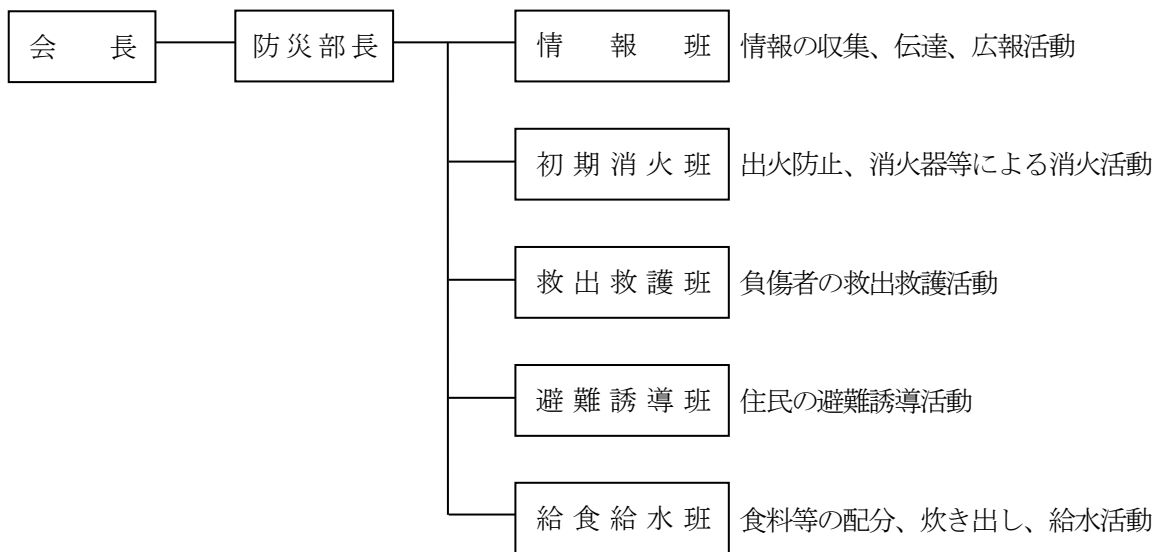 会長 防災部長 情報班 情報の収集、伝達、広報活動
初期消火班 出火防止、消火器等による消火活動
救出救護班 負傷者の救出救護活動
避難誘導班 住民の避難誘導活動
給食給水班 食料等の配分、炊き出し、給水活動